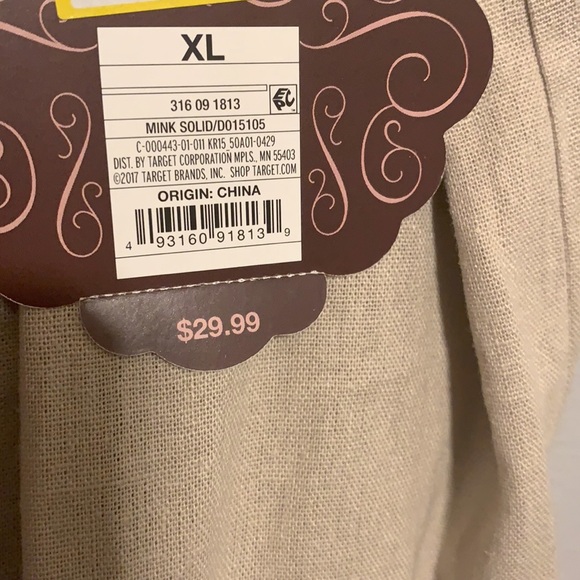 XL
316 09 1813
EPLC
MINK SOLID/D015105
C-000443-01-011 KR15 50A01-0429
DIST. BY TARGET CORPORATION MPLS., MN 55403
©2017 TARGET BRANDS, INC. SHOP TARGET.COM
ORIGIN: CHINA
4 93160 91813 9
$29.99